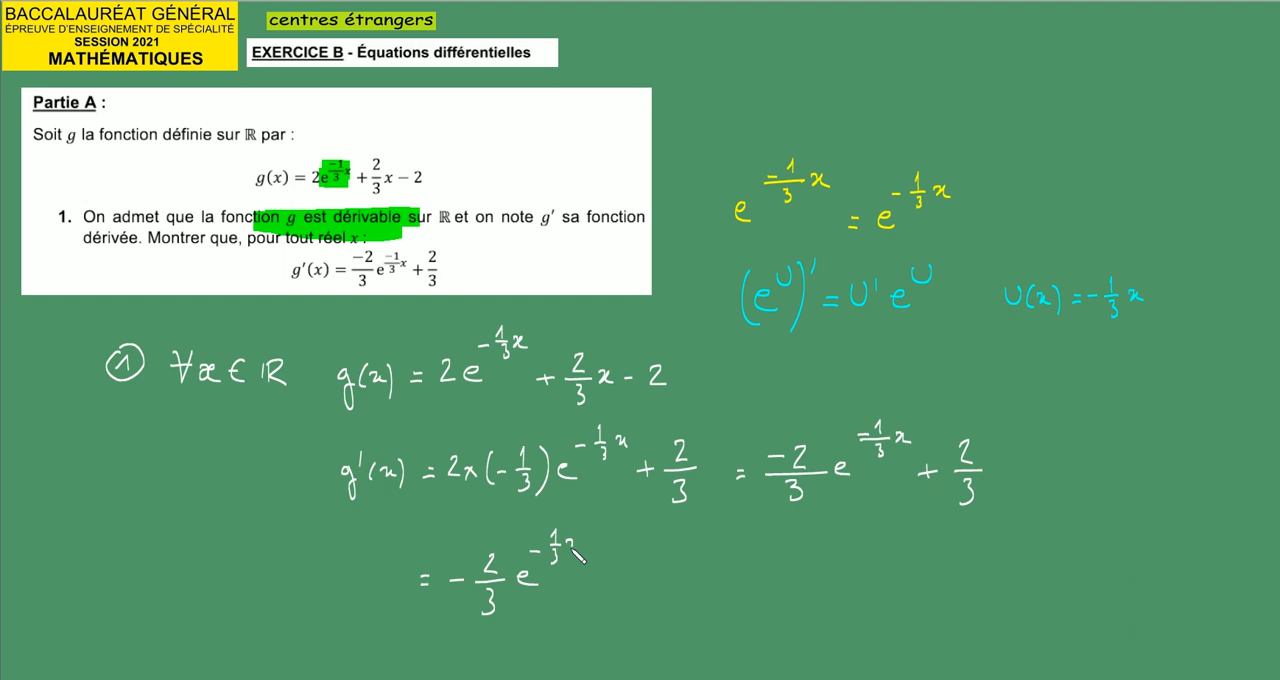 BACCALAURÉAT GÉNÉRAL
ÉPREUVE D'ENSEIGNEMENT DE SPÉCIALITÉ
SESSION 2021
MATHÉMATIQUES
centres étrangers
EXERCICE B - Équations différentielles
Partie A :
Soit g la fonction définie sur ℝ par :
g(x) = 2e^(-1/3 x) + 2/3 x − 2
1. On admet que la fonction g est dérivable sur ℝ et on note g′ sa fonction
dérivée. Montrer que, pour tout réel x :
g′(x) = -2/3 e^(-1/3 x) + 2/3
e^(-1/3 x) = e^(-1/3 x)
(e^U)' = U' e^U
U(x) = -1/3 x
① ∀x ∈ ℝ g(x) = 2e^(-1/3 x) + 2/3 x - 2
g'(x) = 2×(-1/3) e^(-1/3 x) + 2/3 = -2/3 e^(-1/3 x) + 2/3
= - 2/3 e^(-1/3